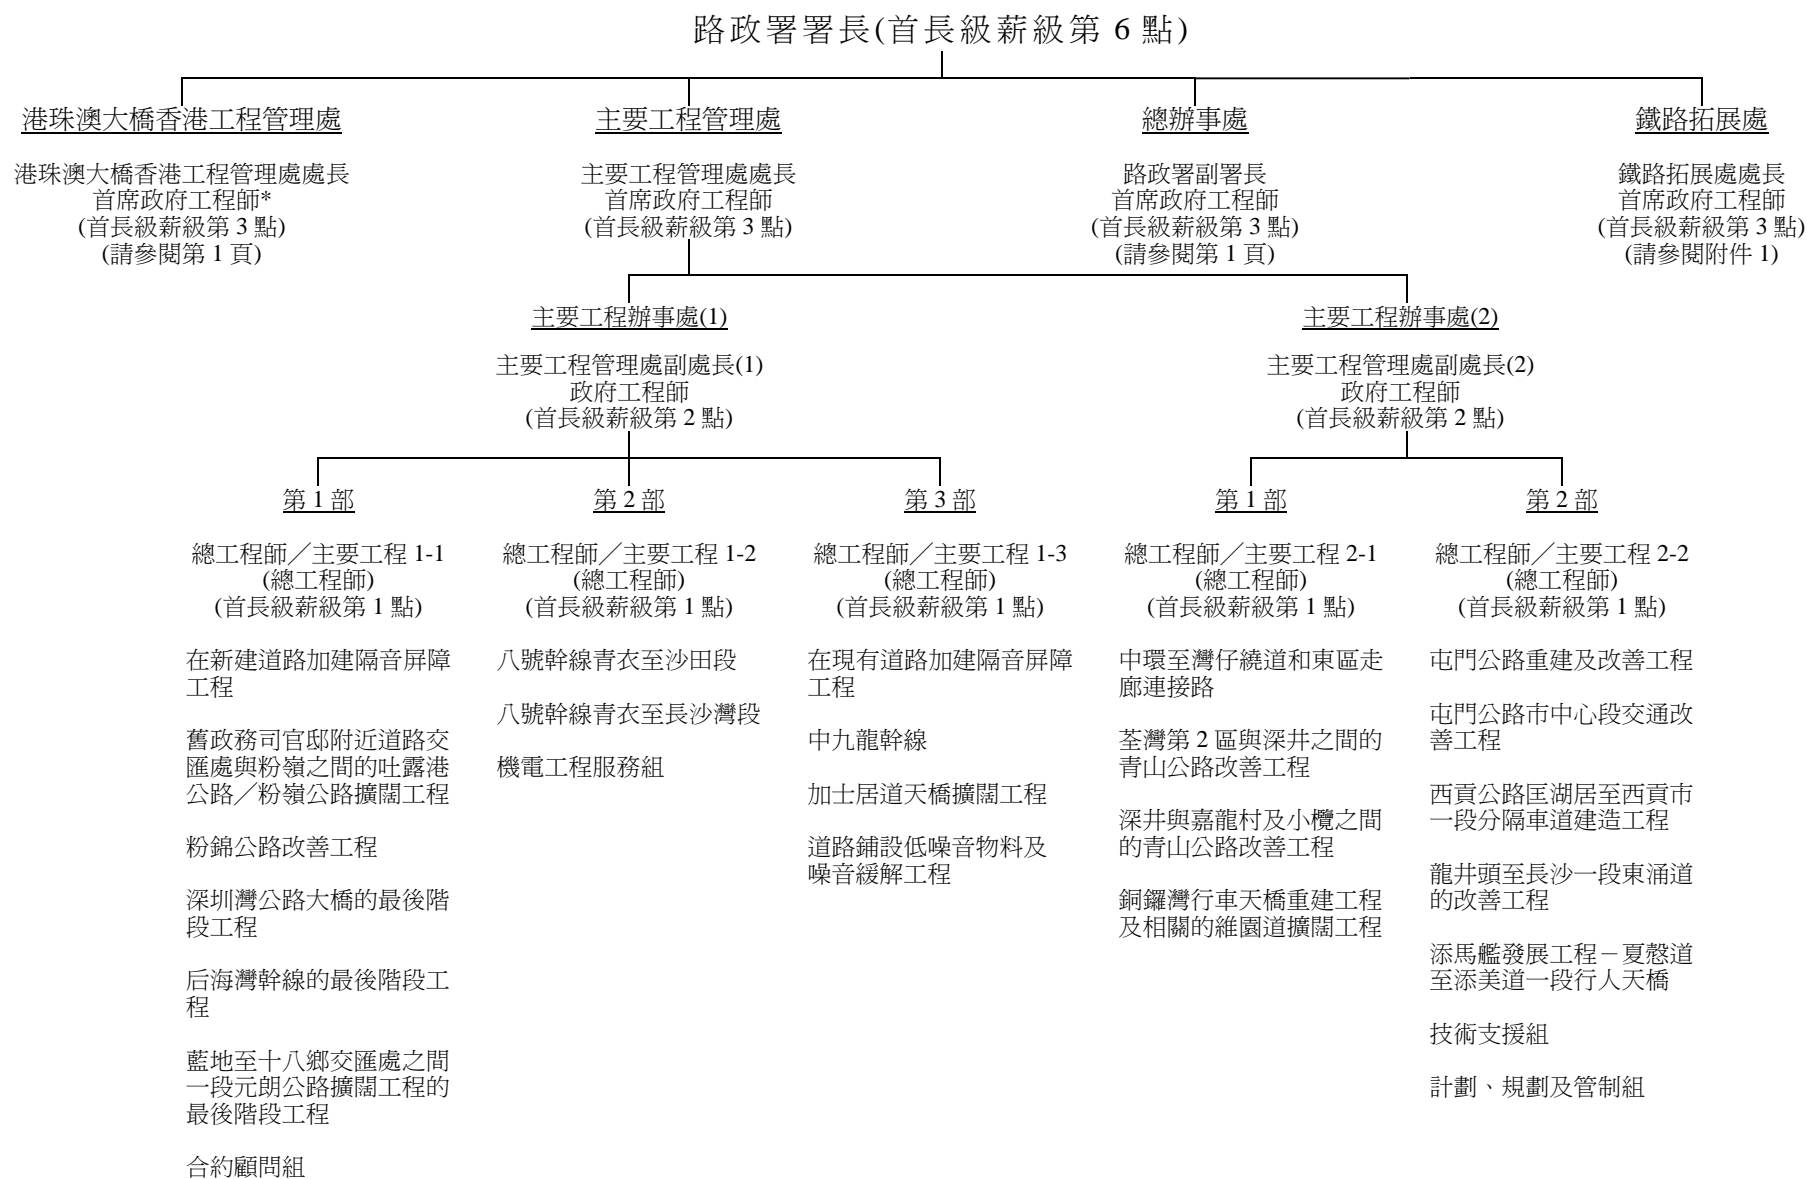 路政署署長(首長級薪級第 6 點)
港珠澳大橋香港工程管理處
港珠澳大橋香港工程管理處處長
首席政府工程師*
(首長級薪級第 3 點)
(請參閱第 1 頁)
主要工程管理處
主要工程管理處處長
首席政府工程師
(首長級薪級第 3 點)
總辦事處
路政署副署長
首席政府工程師
(首長級薪級第 3 點)
(請參閱第 1 頁)
鐵路拓展處
鐵路拓展處處長
首席政府工程師
(首長級薪級第 3 點)
(請參閱附件 1)
主要工程辦事處(1)
主要工程管理處副處長(1)
政府工程師
(首長級薪級第 2 點)
主要工程辦事處(2)
主要工程管理處副處長(2)
政府工程師
(首長級薪級第 2 點)
第 1 部
總工程師／主要工程 1-1
(總工程師)
(首長級薪級第 1 點)
在新建道路加建隔音屏障
工程
舊政務司官邸附近道路交
匯處與粉嶺之間的吐露港
公路／粉嶺公路擴闊工程
粉錦公路改善工程
深圳灣公路大橋的最後階
段工程
后海灣幹線的最後階段工
程
藍地至十八鄉交匯處之間
一段元朗公路擴闊工程的
最後階段工程
合約顧問組
第 2 部
總工程師／主要工程 1-2
(總工程師)
(首長級薪級第 1 點)
八號幹線青衣至沙田段
八號幹線青衣至長沙灣段
機電工程服務組
第 3 部
總工程師／主要工程 1-3
(總工程師)
(首長級薪級第 1 點)
在現有道路加建隔音屏障
工程
中九龍幹線
加士居道天橋擴闊工程
道路鋪設低噪音物料及
噪音緩解工程
第 1 部
總工程師／主要工程 2-1
(總工程師)
(首長級薪級第 1 點)
中環至灣仔繞道和東區走
廊連接路
荃灣第 2 區與深井之間的
青山公路改善工程
深井與嘉龍村及小欖之間
的青山公路改善工程
銅鑼灣行車天橋重建工程
及相關的維園道擴闊工程
第 2 部
總工程師／主要工程 2-2
(總工程師)
(首長級薪級第 1 點)
屯門公路重建及改善工程
屯門公路市中心段交通改
善工程
西貢公路匡湖居至西貢市
一段分隔車道建造工程
龍井頭至長沙一段東涌道
的改善工程
添馬艦發展工程－夏慤道
至添美道一段行人天橋
技術支援組
計劃、規劃及管制組